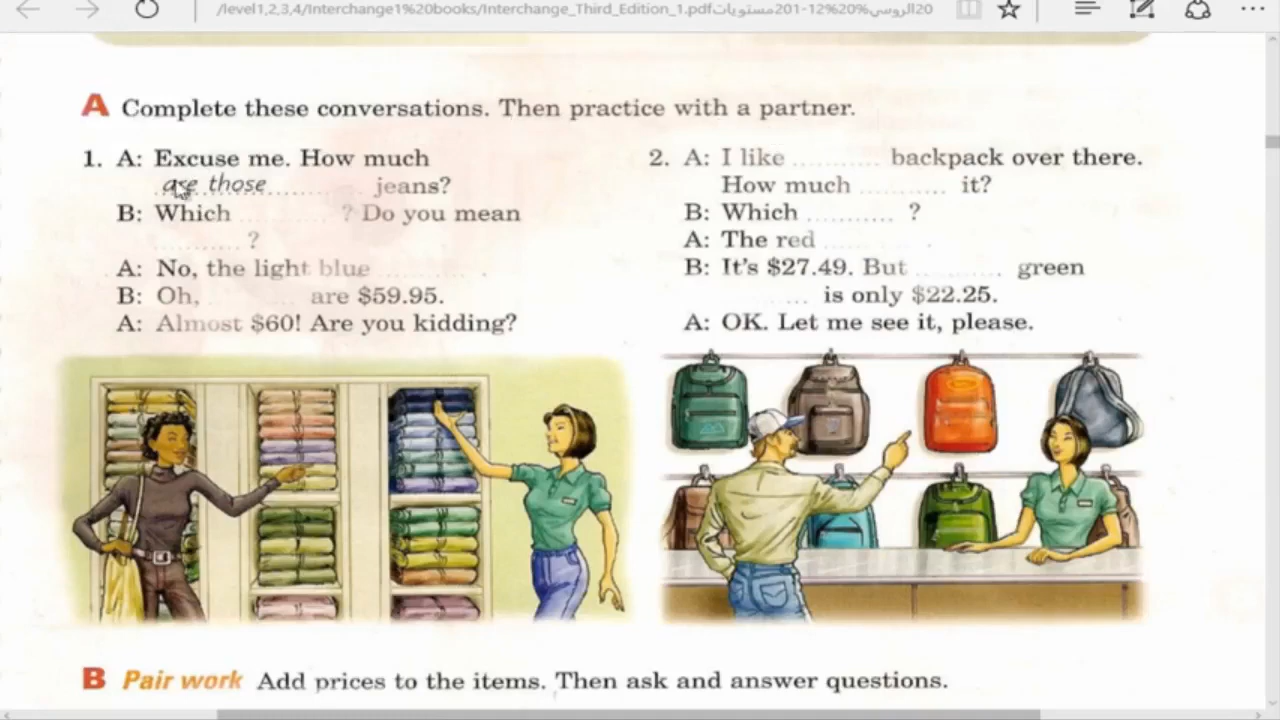 /level1,2,3,4/Interchange1%20books/Interchange_Third_Edition_1.pdfمستويات201-12%20%الروسي20
A Complete these conversations. Then practice with a partner.
1. A: Excuse me. How much
are those jeans?
B: Which ............ ? Do you mean
............ ?
A: No, the light blue ............ .
B: Oh, ............ are $59.95.
A: Almost $60! Are you kidding?
2. A: I like ............ backpack over there.
How much ............ it?
B: Which ............ ?
A: The red ............ .
B: It's $27.49. But ............ green
............ is only $22.25.
A: OK. Let me see it, please.
B Pair work Add prices to the items. Then ask and answer questions.